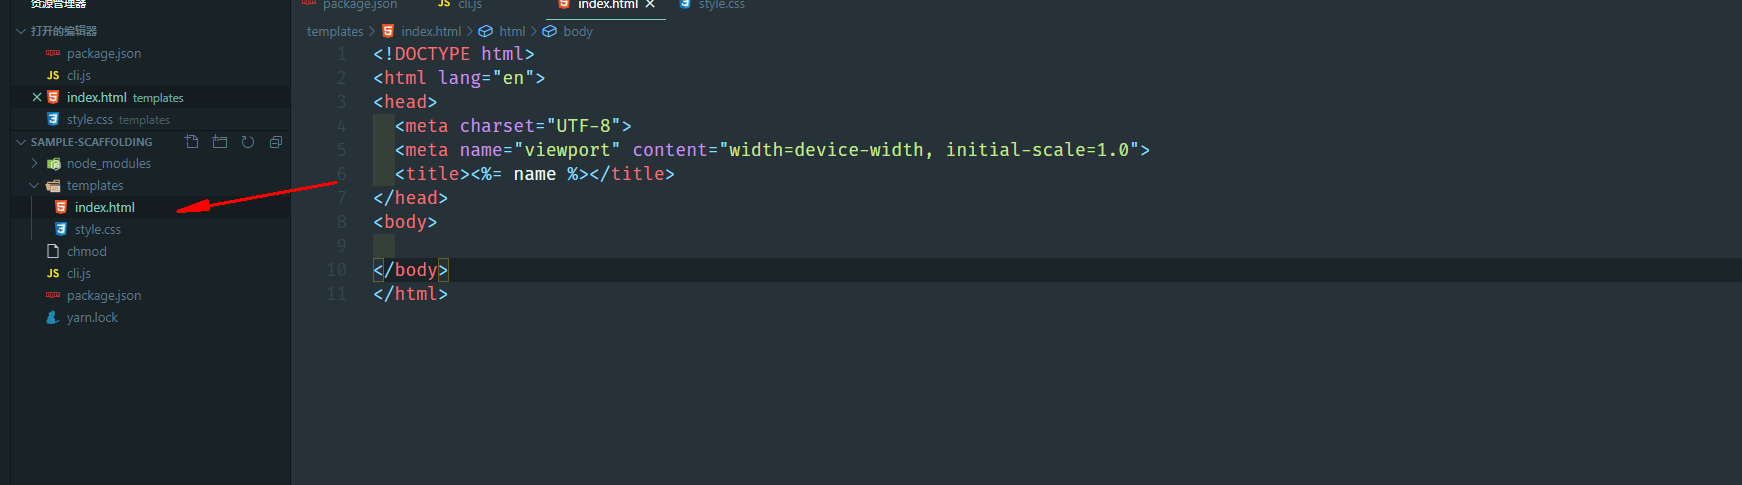 资源管理器
打开的编辑器
package.json
JS cli.js
index.html templates
style.css templates
SAMPLE-SCAFFOLDING
node_modules
templates
index.html
style.css
chmod
JS cli.js
package.json
yarn.lock
package.json JS cli.js index.html style.css
templates > index.html > html > body
1 <!DOCTYPE html>
2 <html lang="en">
3 <head>
4 <meta charset="UTF-8">
5 <meta name="viewport" content="width=device-width, initial-scale=1.0">
6 <title><%= name %></title>
7 </head>
8 <body>
9
10 </body>
11 </html>